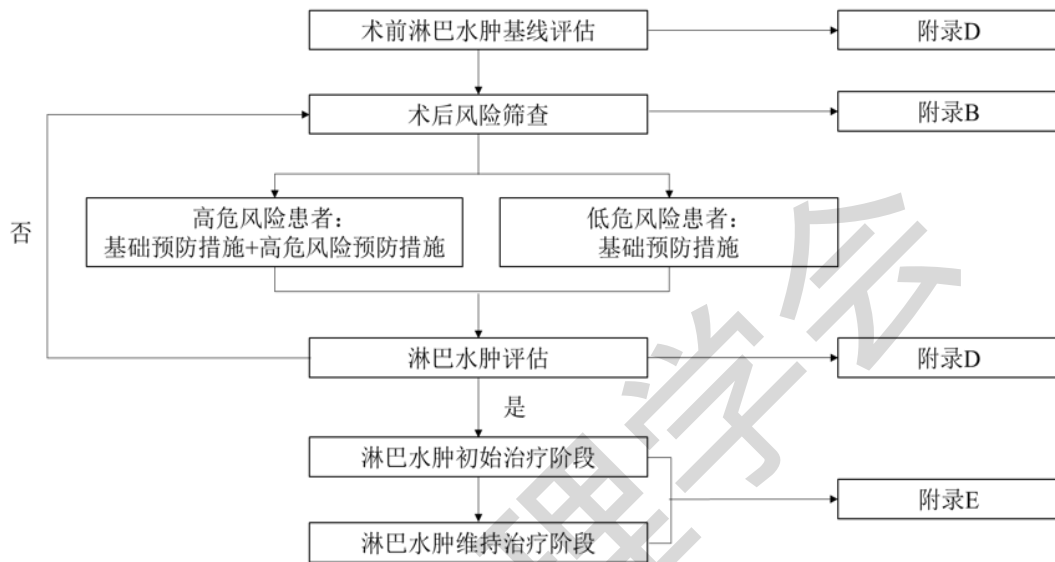 术前淋巴水肿基线评估
附录D
术后风险筛查
附录B
高危风险患者：
基础预防措施+高危风险预防措施
低危风险患者：
基础预防措施
否
淋巴水肿评估
附录D
是
淋巴水肿初始治疗阶段
附录E
淋巴水肿维持治疗阶段
理学会